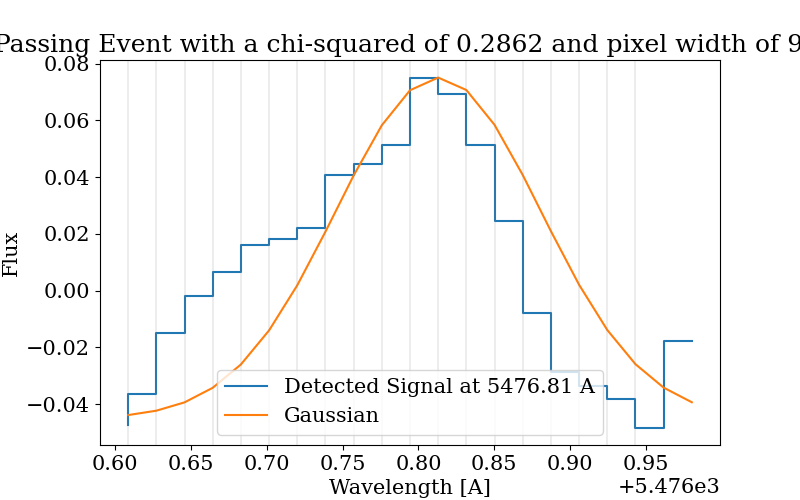 Passing Event with a chi-squared of 0.2862 and pixel width of 9
0.08
0.06
0.04
0.02
0.00
−0.02
−0.04
Flux
Detected Signal at 5476.81 A
Gaussian
0.60 0.65 0.70 0.75 0.80 0.85 0.90 0.95
+5.476e3
Wavelength [A]